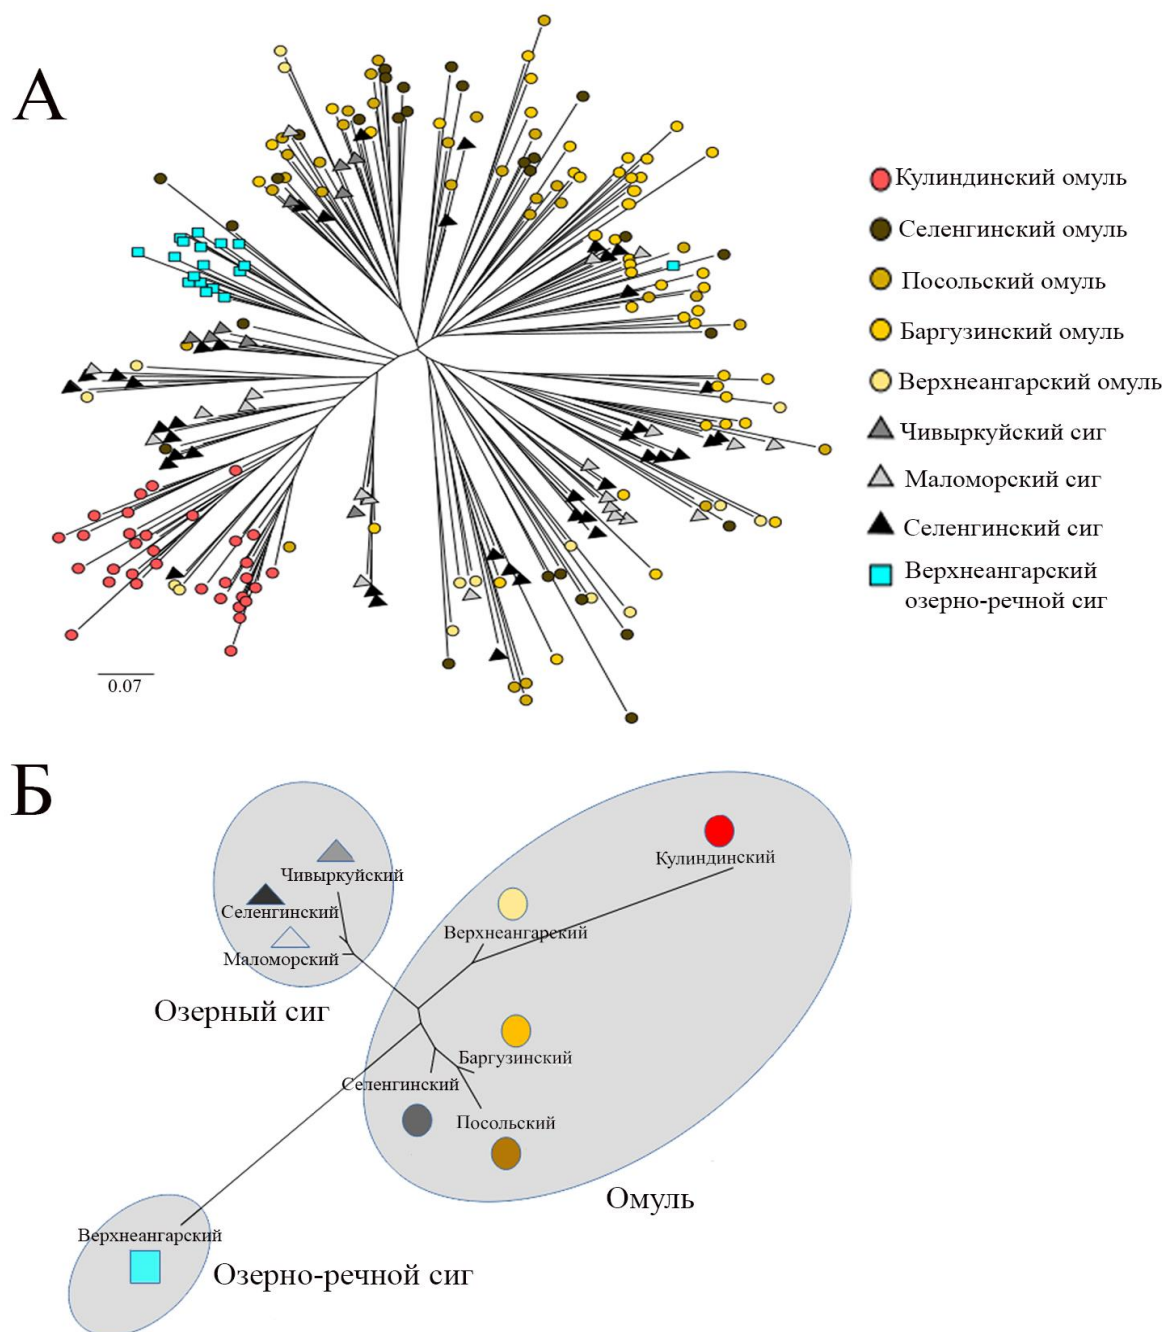 А
Кулиндинский омуль
Селенгинский омуль
Посольский омуль
Баргузинский омуль
Верхнеангарский омуль
Чивыркуйский сиг
Маломорский сиг
Селенгинский сиг
Верхнеангарский
озерно-речной сиг
0.07
Б
Кулиндинский
Чивыркуйский
Селенгинский
Верхнеангарский
Маломорский
Озерный сиг
Баргузинский
Селенгинский
Посольский
Омуль
Верхнеангарский
Озерно-речной сиг